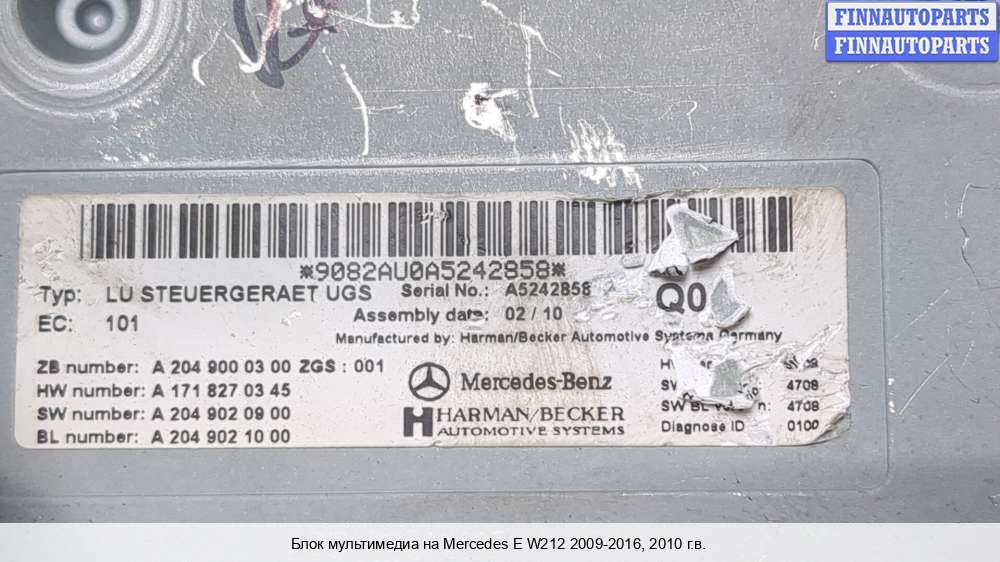 FINNAUTOPARTS
FINNAUTOPARTS
*9082AU0A5242858*
Typ: LU STEUERGERAET UGS Serial No.: A5242858
EC: 101 Assembly date: 02 / 10 Q0
Manufactured by: Harman/Becker Automotive Systems Germany
ZB number: A 204 900 03 00 ZGS : 001
HW number: A 171 827 03 45 Mercedes-Benz SW 4708
SW number: A 204 902 09 00 HARMAN/BECKER SW BL 4708
BL number: A 204 902 10 00 AUTOMOTIVE SYSTEMS Diagnose ID 0100
Блок мультимедиа на Mercedes E W212 2009-2016, 2010 г.в.